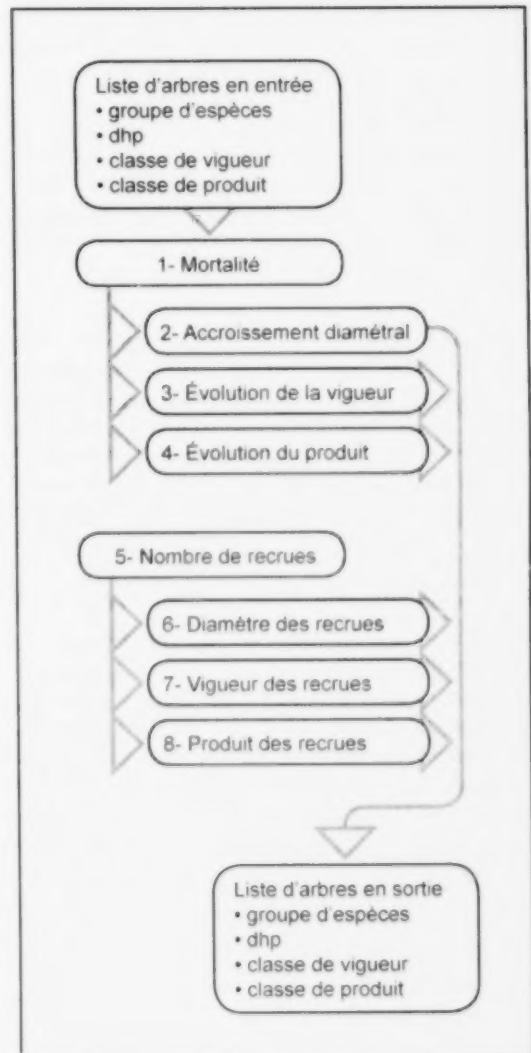 Liste d'arbres en entrée
• groupe d'espèces
• dhp
• classe de vigueur
• classe de produit
1- Mortalité
2- Accroissement diamétral
3- Évolution de la vigueur
4- Évolution du produit
5- Nombre de recrues
6- Diamètre des recrues
7- Vigueur des recrues
8- Produit des recrues
Liste d'arbres en sortie
• groupe d'espèces
• dhp
• classe de vigueur
• classe de produit